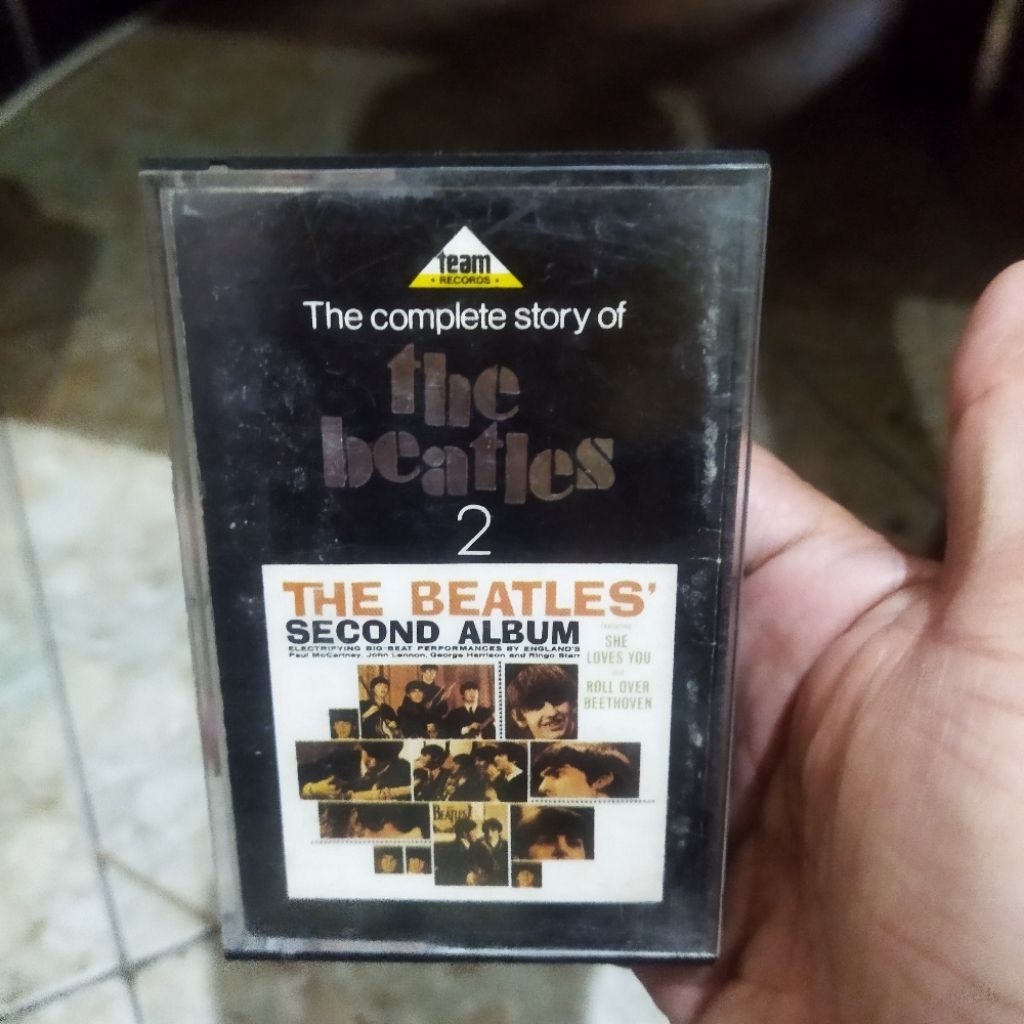 team
• RECORDS •
The complete story of
the
beatles
2
THE BEATLES'
SECOND ALBUM
ELECTRIFYING BIG-BEAT PERFORMANCES BY ENGLAND'S
Paul McCartney, John Lennon, George Harrison and Ringo Starr
featuring
SHE
LOVES YOU
and
ROLL OVER
BEETHOVEN
BEATLES!